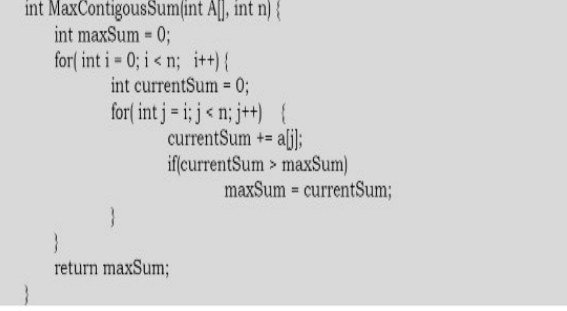 int MaxContigousSum(int A[], int n) {
int maxSum = 0;
for( int i = 0; i < n; i++) {
int currentSum = 0;
for( int j = i; j < n; j++) {
currentSum += a[j];
if(currentSum > maxSum)
maxSum = currentSum;
}
}
return maxSum;
}